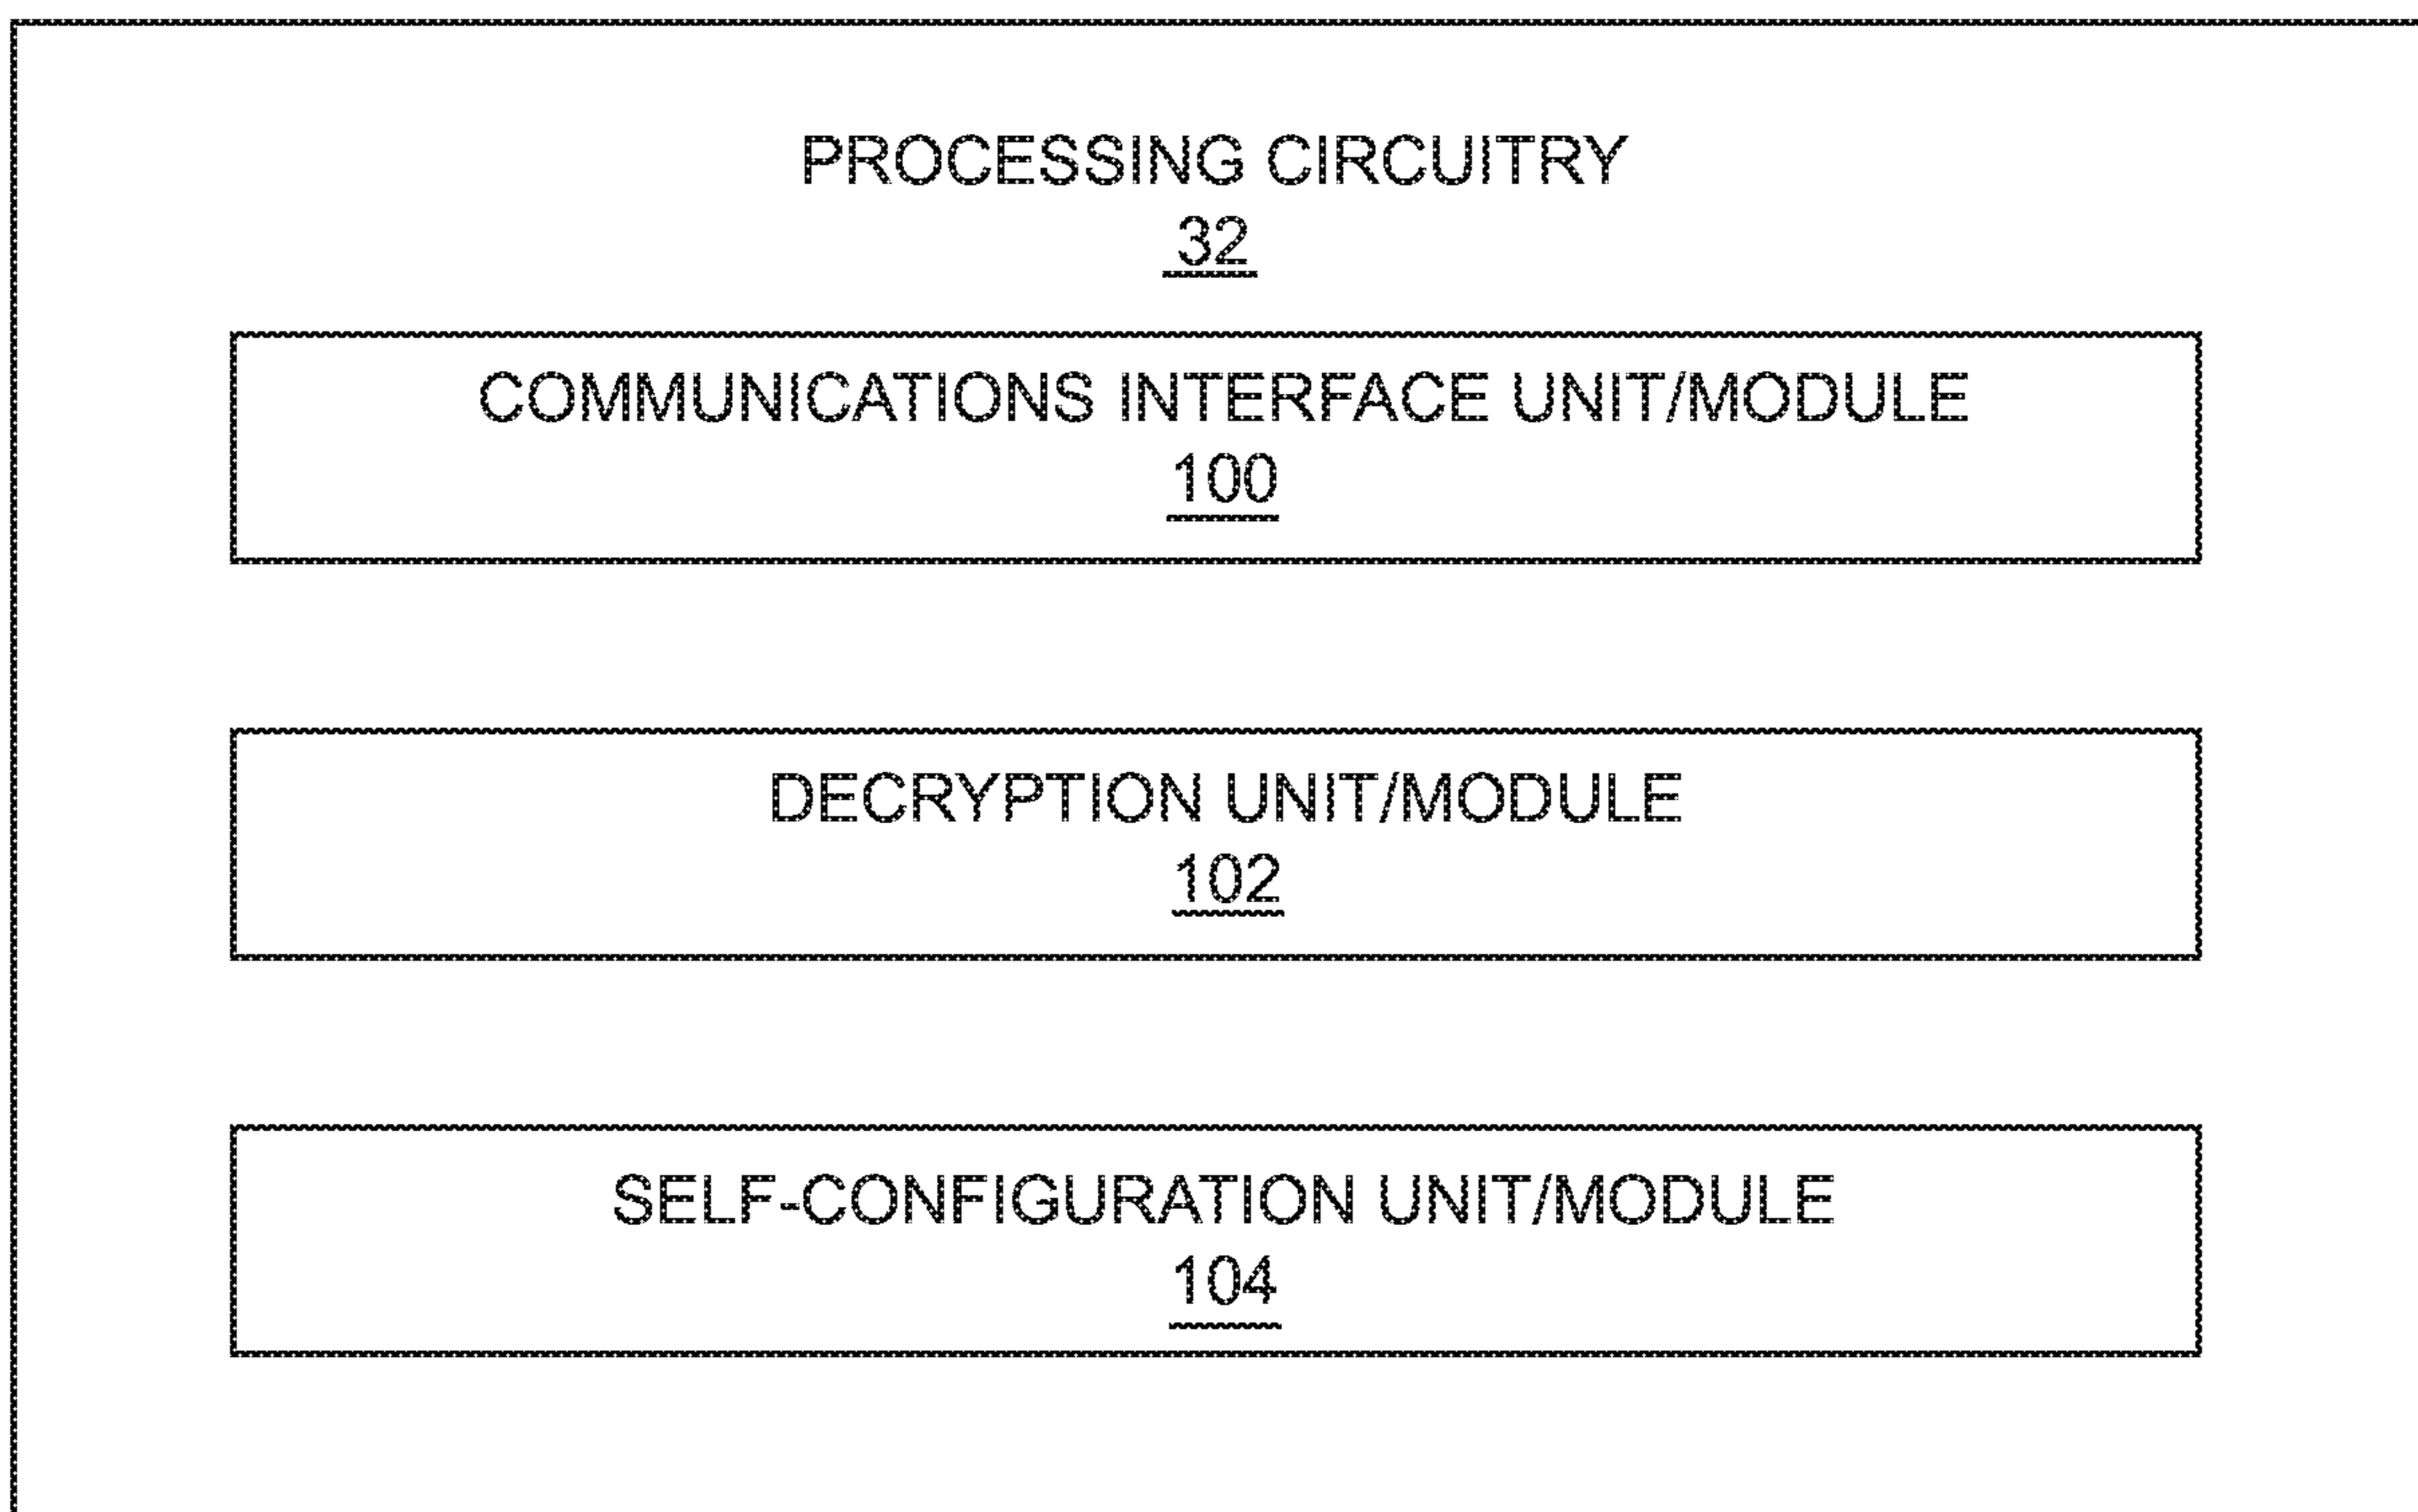 PROCESSING CIRCUITRY
32
COMMUNICATIONS INTERFACE UNIT/MODULE
100
DECRYPTION UNIT/MODULE
102
SELF-CONFIGURATION UNIT/MODULE
104